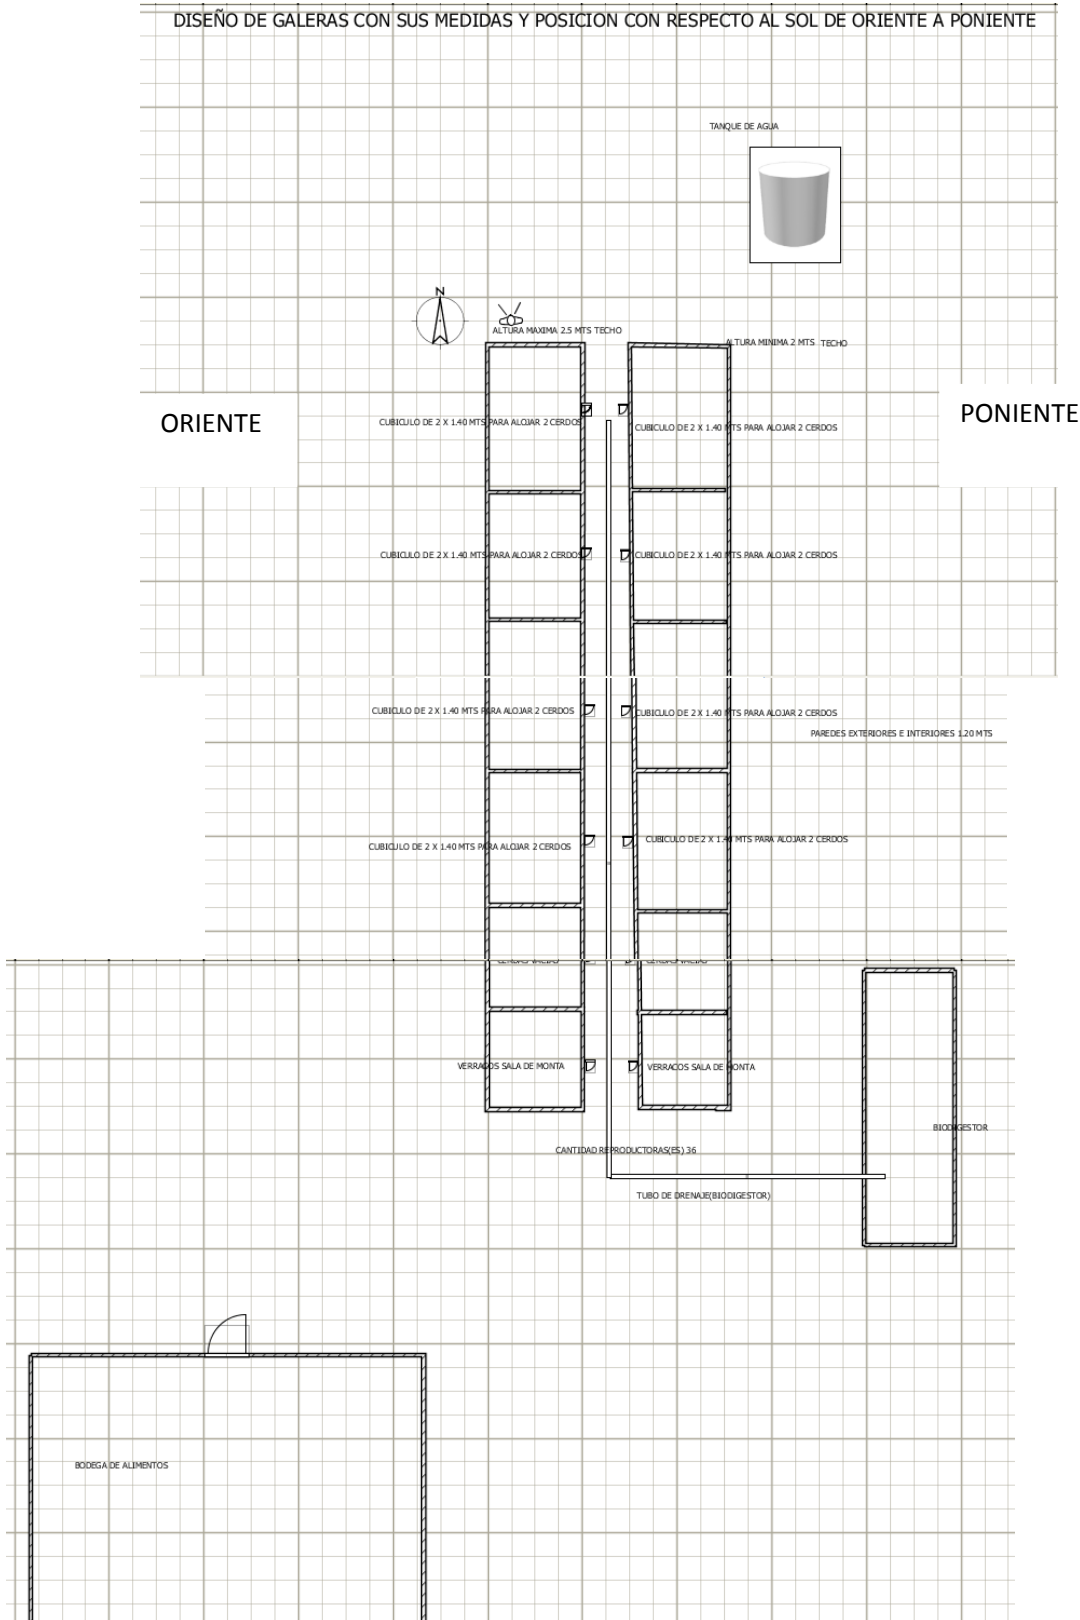 DISEÑO DE GALERAS CON SUS MEDIDAS Y POSICION CON RESPECTO AL SOL DE ORIENTE A PONIENTE
TANQUE DE AGUA
N
ALTURA MAXIMA 2.5 MTS TECHO
ALTURA MINIMA 2 MTS TECHO
ORIENTE
PONIENTE
CUBICULO DE 2 X 1.40 MTS PARA ALOJAR 2 CERDOS
CUBICULO DE 2 X 1.40 MTS PARA ALOJAR 2 CERDOS
CUBICULO DE 2 X 1.40 MTS PARA ALOJAR 2 CERDOS
CUBICULO DE 2 X 1.40 MTS PARA ALOJAR 2 CERDOS
CUBICULO DE 2 X 1.40 MTS PARA ALOJAR 2 CERDOS
CUBICULO DE 2 X 1.40 MTS PARA ALOJAR 2 CERDOS
PAREDES EXTERIORES E INTERIORES 1.20 MTS
CUBICULO DE 2 X 1.40 MTS PARA ALOJAR 2 CERDOS
CUBICULO DE 2 X 1.40 MTS PARA ALOJAR 2 CERDOS
VERRACOS SALA DE MONTA
VERRACOS SALA DE MONTA
BIODIGESTOR
CANTIDAD REPRODUCTORAS(ES) 36
TUBO DE DRENAJE(BIODIGESTOR)
BODEGA DE ALIMENTOS